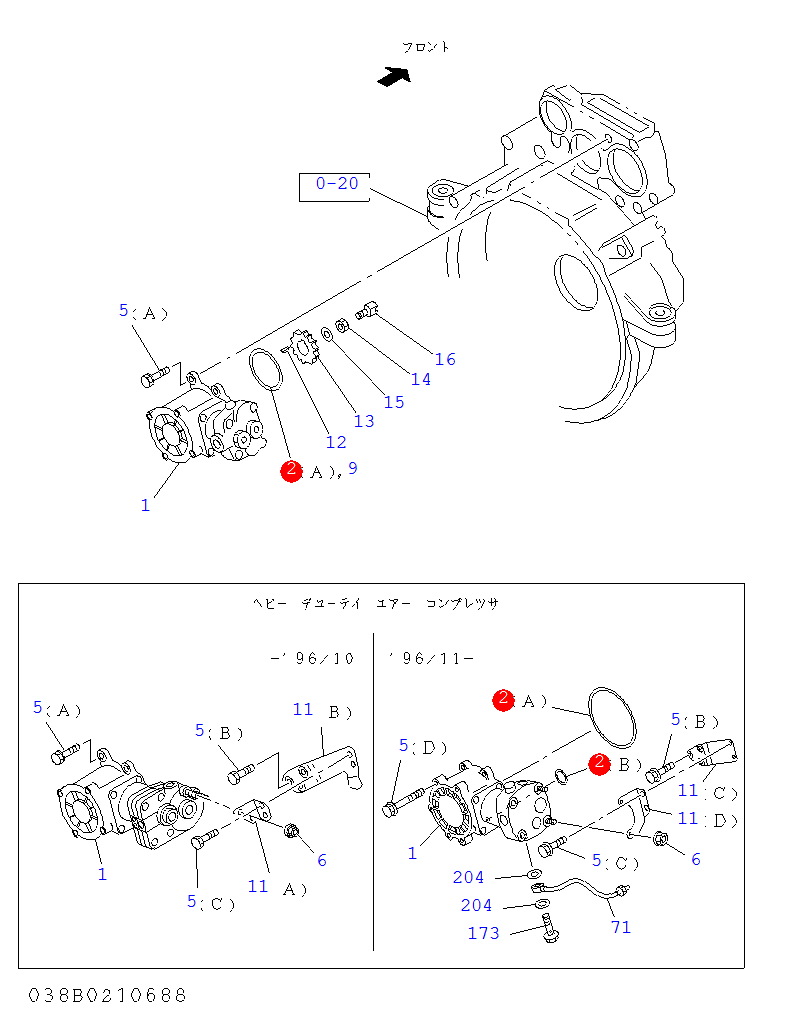 フロント
0-20
5(A)
16
14
15
13
12
2(A),9
1
ヘビー デューティ エアー コンプレッサ
-'96/10
'96/11-
5(A)
5(B)
11 B)
1
5(C)
11 A)
6
2(A)
5(D)
2(B)
5(B)
11(C)
11(D)
1
5(C)
6
204
204
173
71
038B0210688